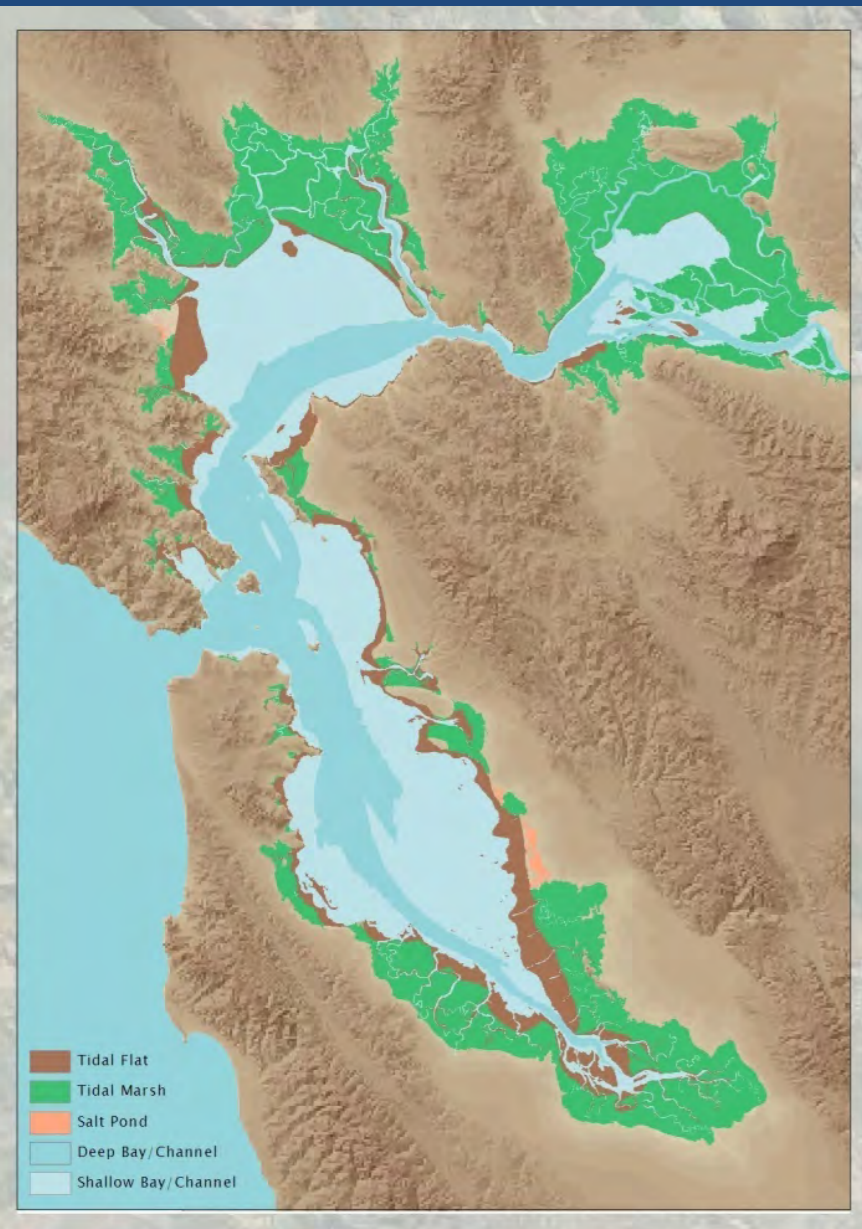 Tidal Flat
Tidal Marsh
Salt Pond
Deep Bay/Channel
Shallow Bay/Channel